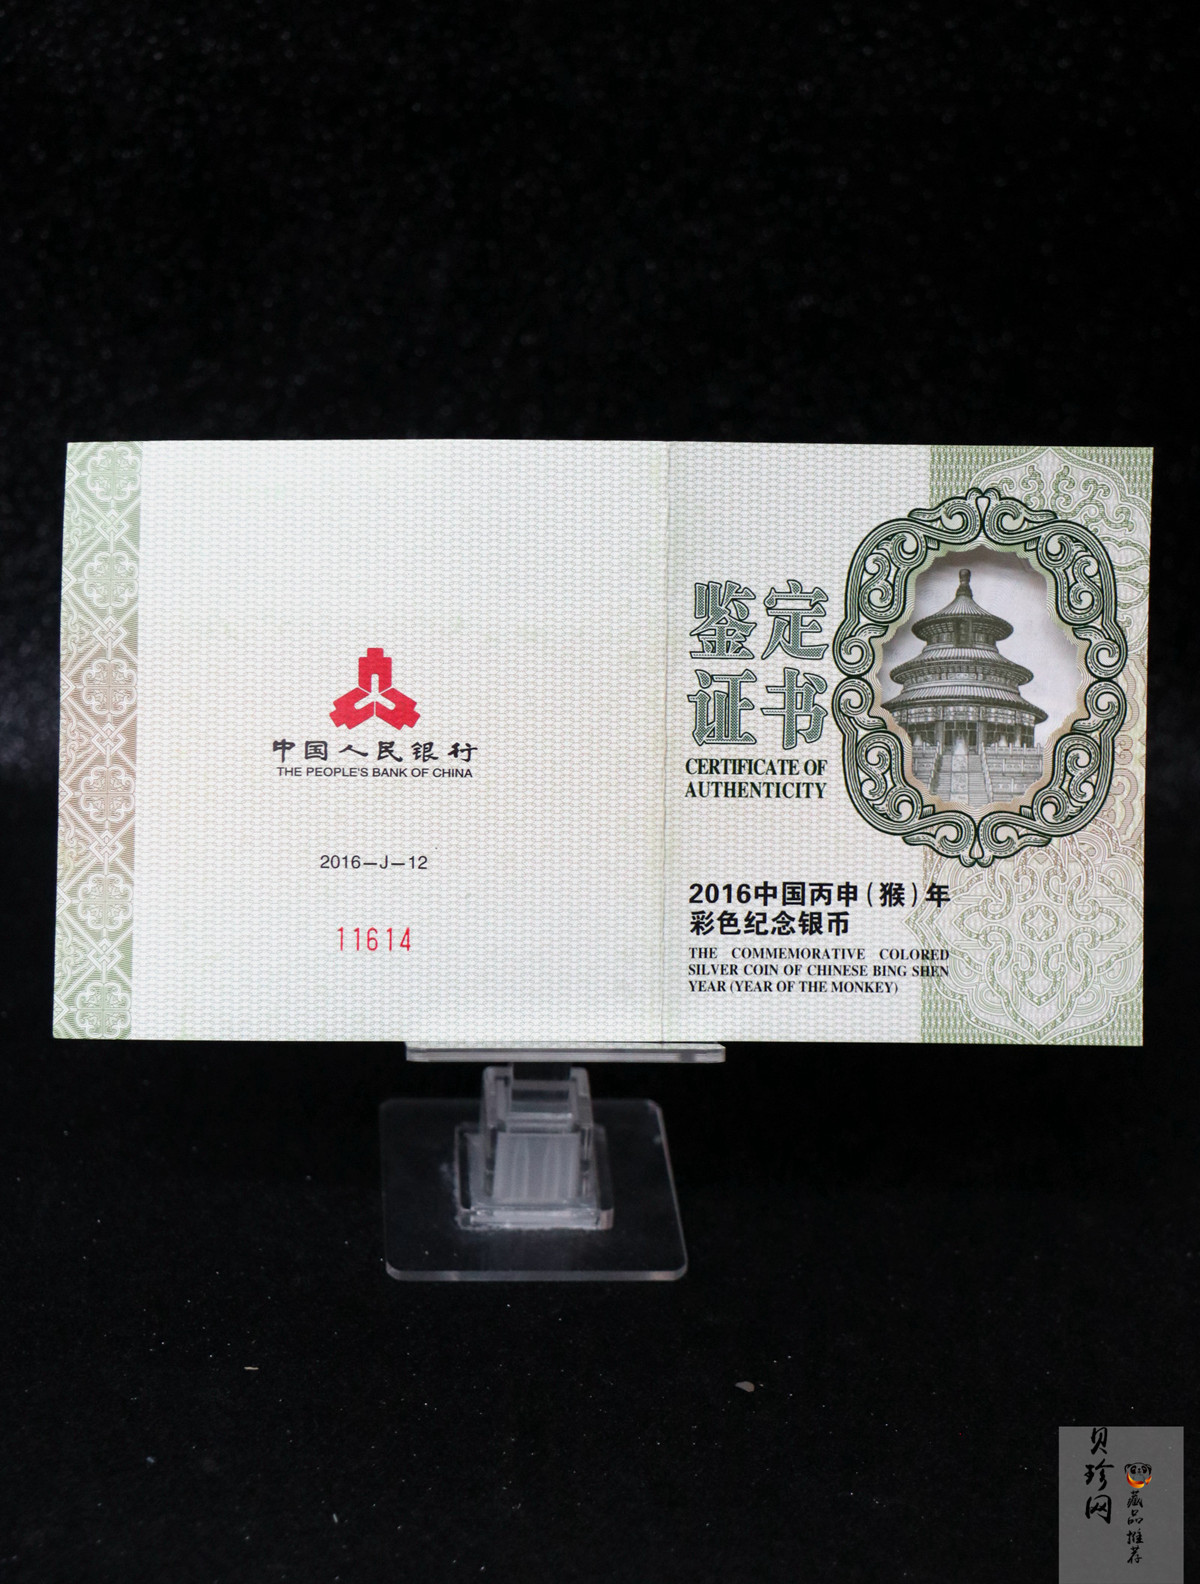 中国人民银行
THE PEOPLE'S BANK OF CHINA
2016—J—12
11614
鉴定
证书
CERTIFICATE OF
AUTHENTICITY
2016中国丙申(猴)年
彩色纪念银币
THE COMMEMORATIVE COLORED
SILVER COIN OF CHINESE BING SHEN
YEAR (YEAR OF THE MONKEY)
贝珍网
藏品推荐